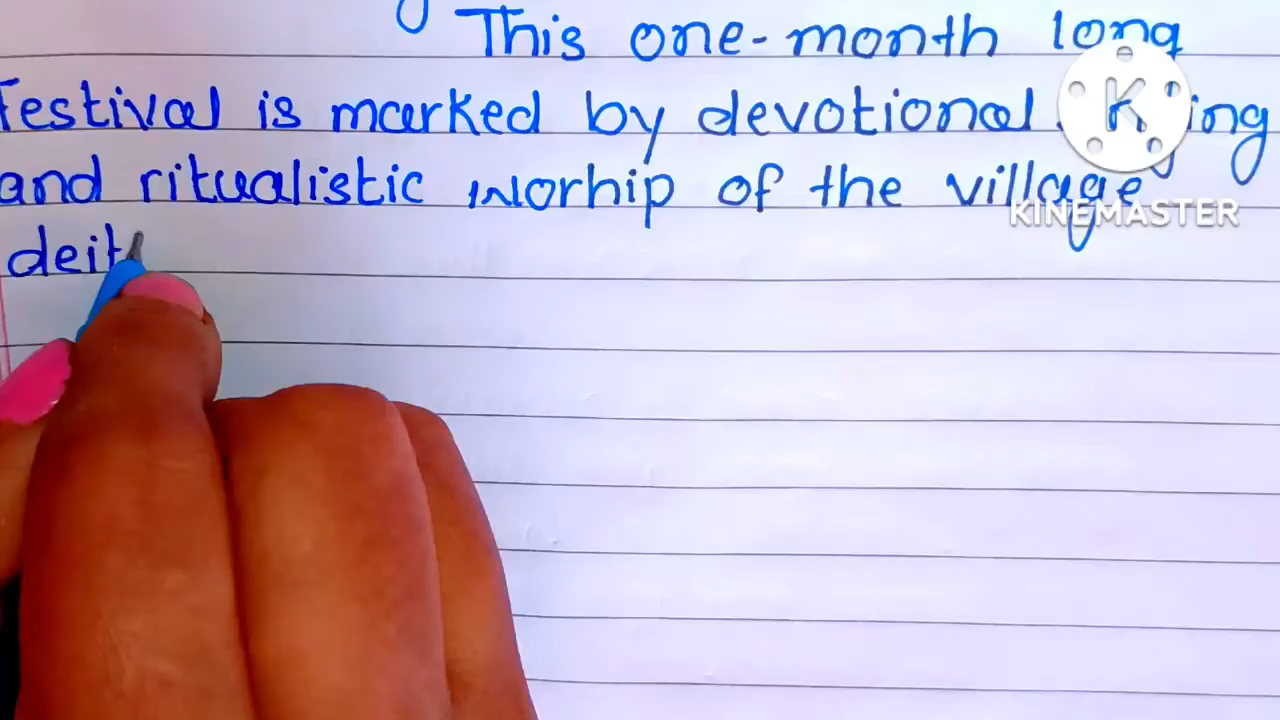 This one-month long
Festival is marked by devotional
and ritualistic worhip of the village
deit
KINEMASTER